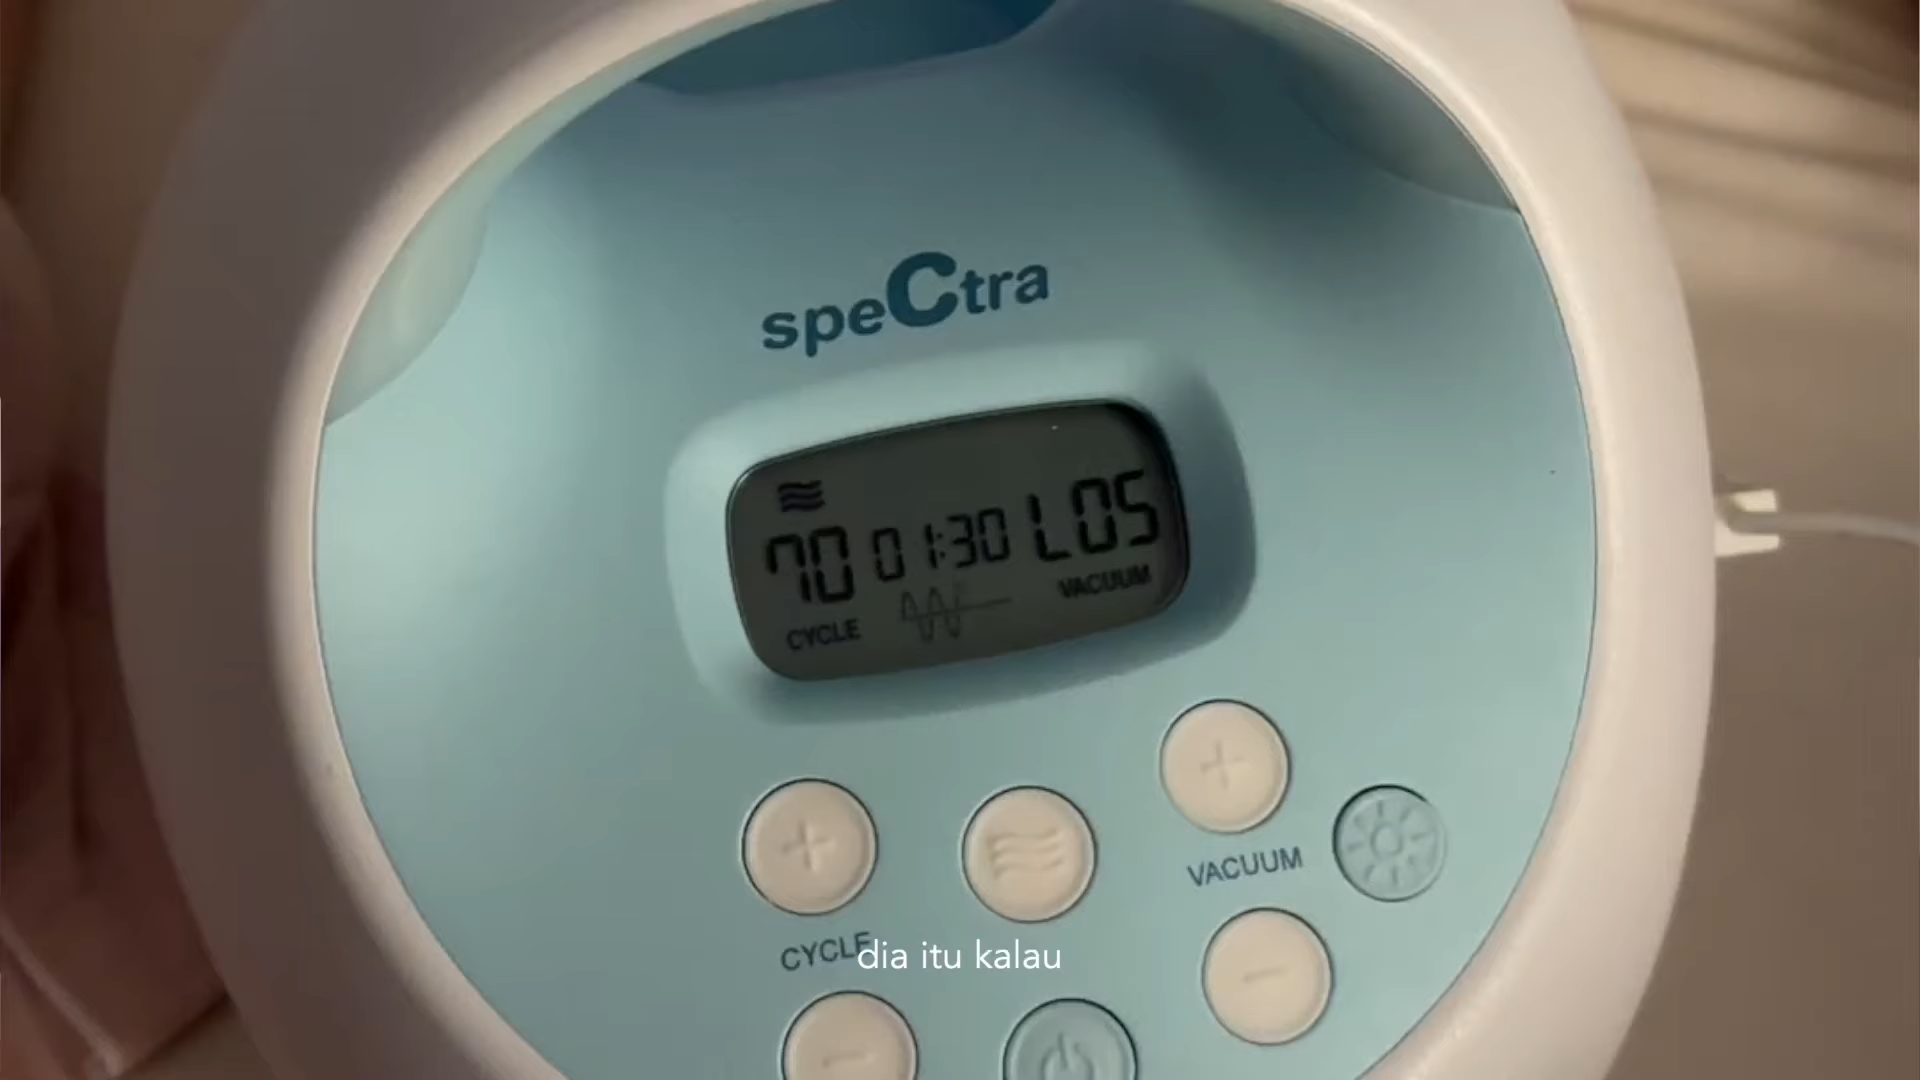 speCtra
70 01:30 L05
CYCLE VACUUM
VACUUM
CYCLE
dia itu kalau